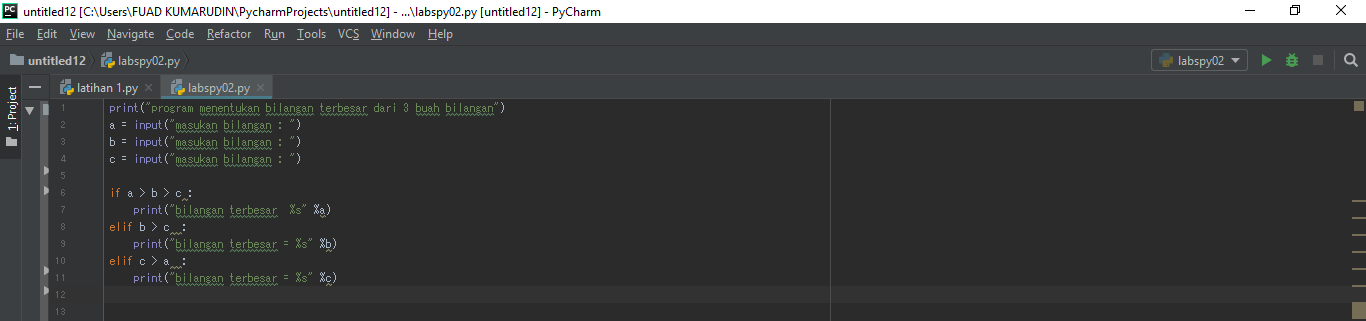 PC untitled12 [C:\Users\FUAD KUMARUDIN\PycharmProjects\untitled12] - ...\labspy02.py [untitled12] - PyCharm
File Edit View Navigate Code Refactor Run Tools VCS Window Help
untitled12 labspy02.py labspy02
1: Project
latihan 1.py labspy02.py
1 print("program menentukan bilangan terbesar dari 3 buah bilangan")
2 a = input("masukan bilangan : ")
3 b = input("masukan bilangan : ")
4 c = input("masukan bilangan : ")
5
6 if a > b > c :
7     print("bilangan terbesar  %s" %a)
8 elif b > c  :
9     print("bilangan terbesar = %s" %b)
10 elif c > a  :
11     print("bilangan terbesar = %s" %c)
12
13